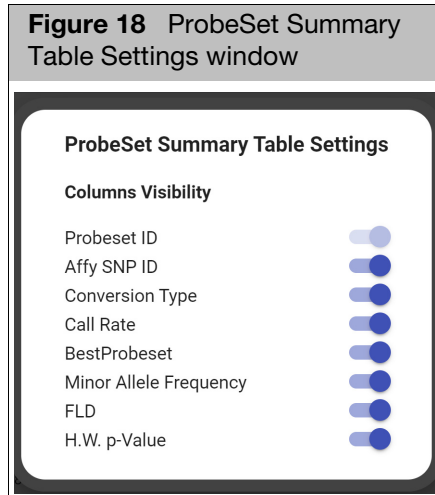 Figure 18 ProbeSet Summary
Table Settings window
ProbeSet Summary Table Settings
Columns Visibility
Probeset ID
Affy SNP ID
Conversion Type
Call Rate
BestProbeset
Minor Allele Frequency
FLD
H.W. p-Value